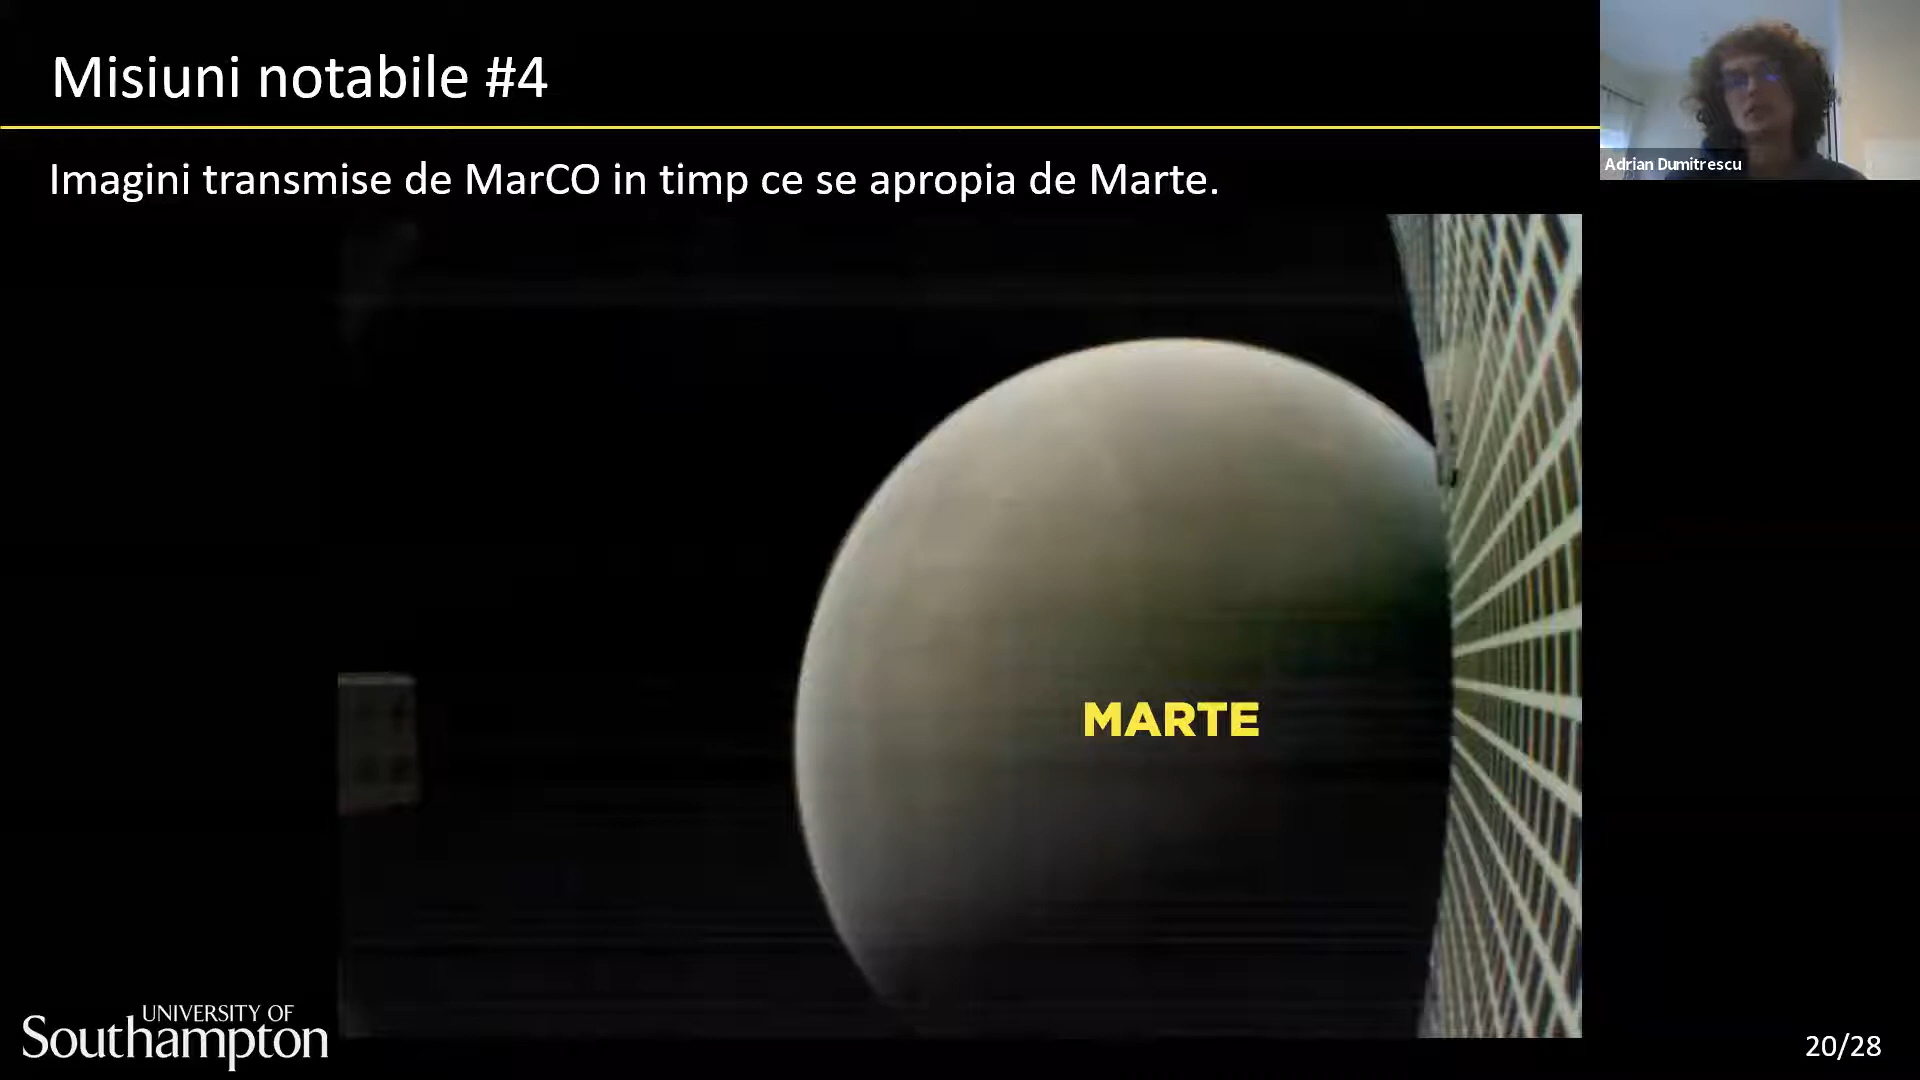 Misiuni notabile #4
Adrian Dumitrescu
Imagini transmise de MarCO in timp ce se apropia de Marte.
MARTE
UNIVERSITY OF
Southampton
20/28